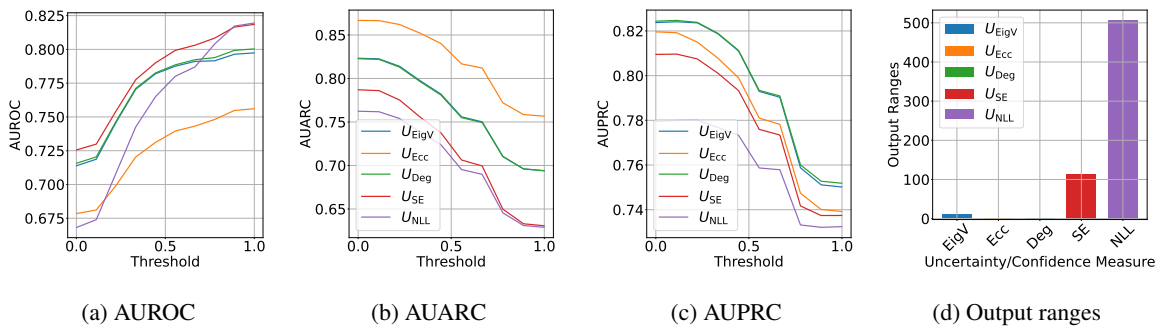 0.825
0.800
0.775
0.750
0.725
0.700
0.675
AUROC
0.0 0.5 1.0
Threshold
(a) AUROC
0.85
0.80
0.75
0.70
0.65
AUARC
U_EigV
U_Ecc
U_Deg
U_SE
U_NLL
0.0 0.5 1.0
Threshold
(b) AUARC
0.82
0.80
0.78
0.76
0.74
AUPRC
U_EigV
U_Ecc
U_Deg
U_SE
U_NLL
0.0 0.5 1.0
Threshold
(c) AUPRC
500
400
300
200
100
0
Output Ranges
U_EigV
U_Ecc
U_Deg
U_SE
U_NLL
EigV Ecc Deg SE NLL
Uncertainty/Confidence Measure
(d) Output ranges